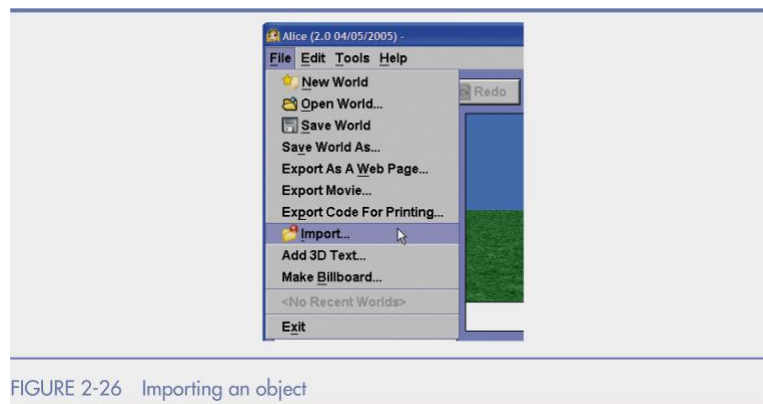 Alice (2.0 04/05/2005) -
File Edit Tools Help
New World
Open World...
Redo
Save World
Save World As...
Export As A Web Page...
Export Movie...
Export Code For Printing...
Import...
Add 3D Text...
Make Billboard...
<No Recent Worlds>
Exit
FIGURE 2-26 Importing an object